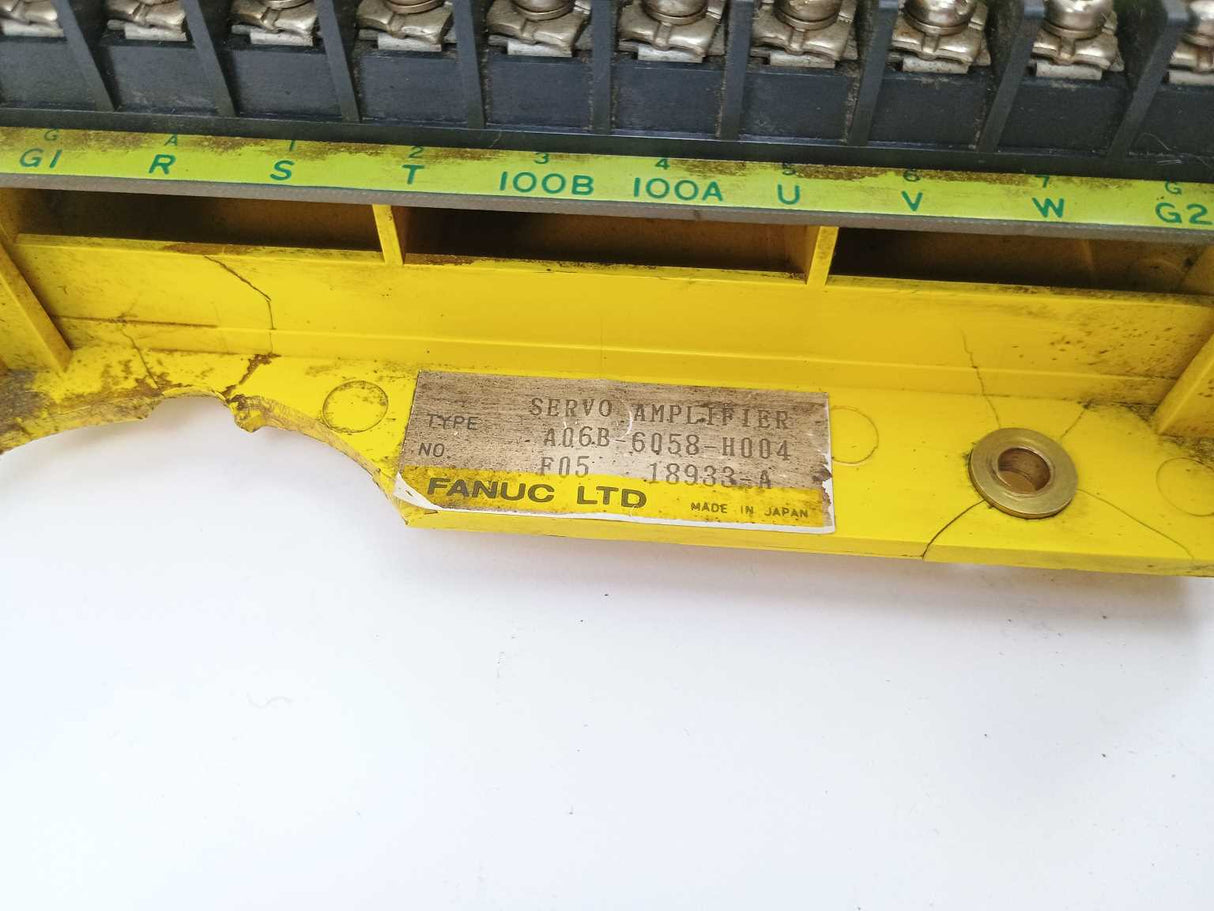 G A 1 2 3 4 5 6 7 G
G1 R S T 100B 100A U V W G2
SERVO AMPLIFIER
TYPE A06B-6058-H004
NO. F05 18933-A
FANUC LTD MADE IN JAPAN